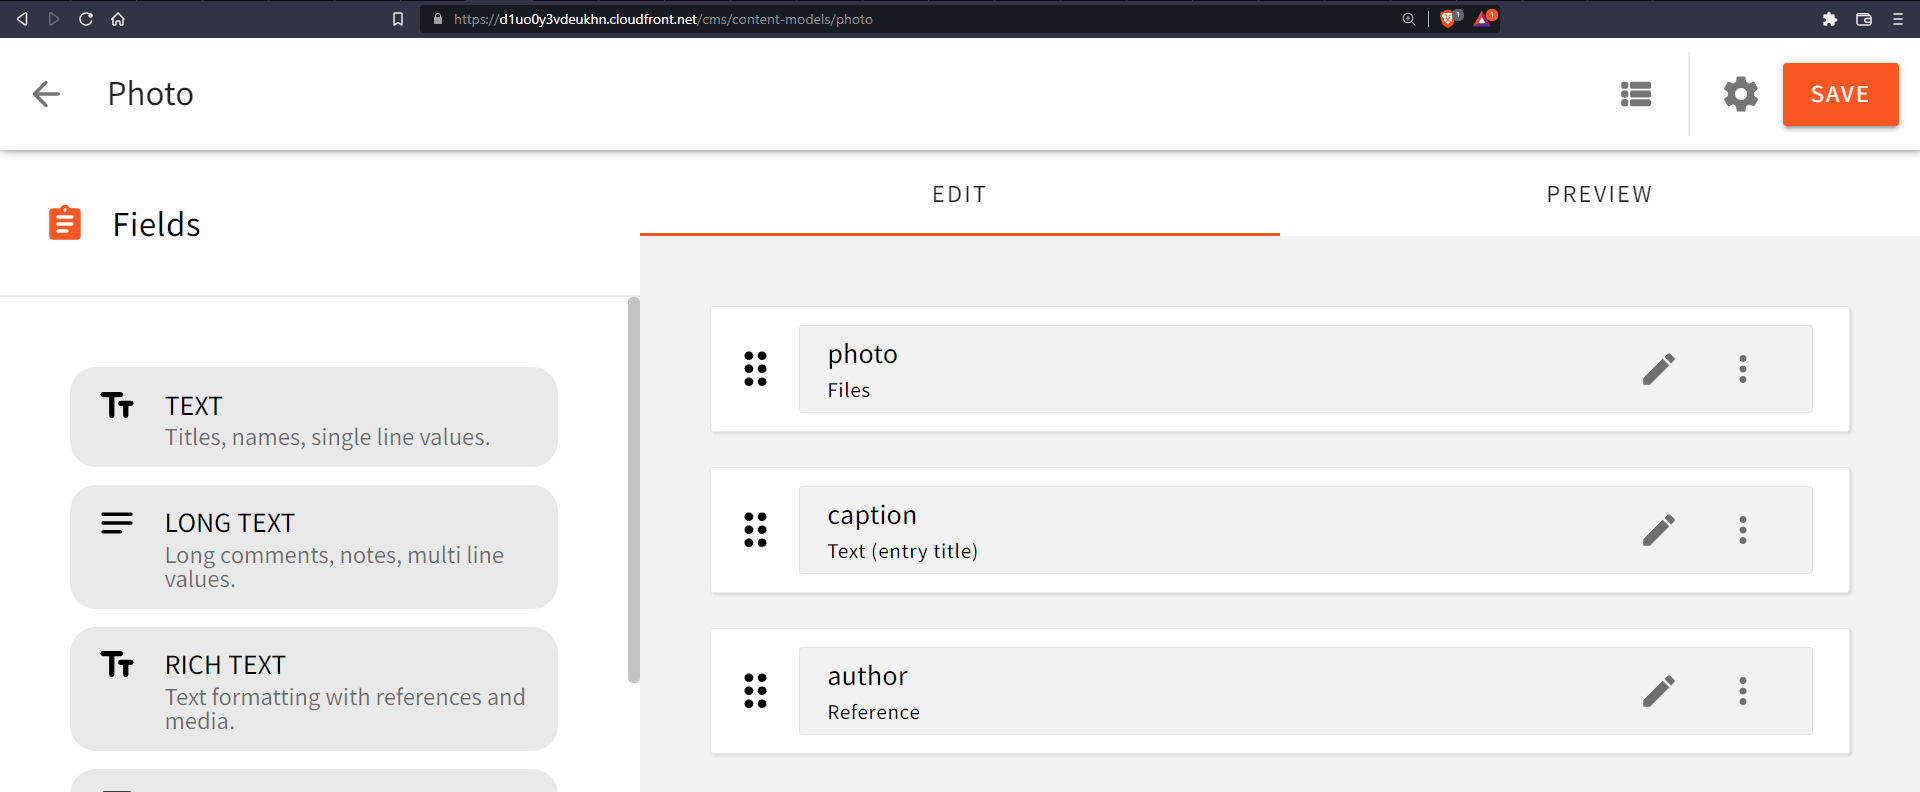 https://d1uo0y3vdeukhn.cloudfront.net/cms/content-models/photo
1
1
Photo
SAVE
Fields
EDIT
PREVIEW
TEXT
Titles, names, single line values.
LONG TEXT
Long comments, notes, multi line
values.
RICH TEXT
Text formatting with references and
media.
photo
Files
caption
Text (entry title)
author
Reference